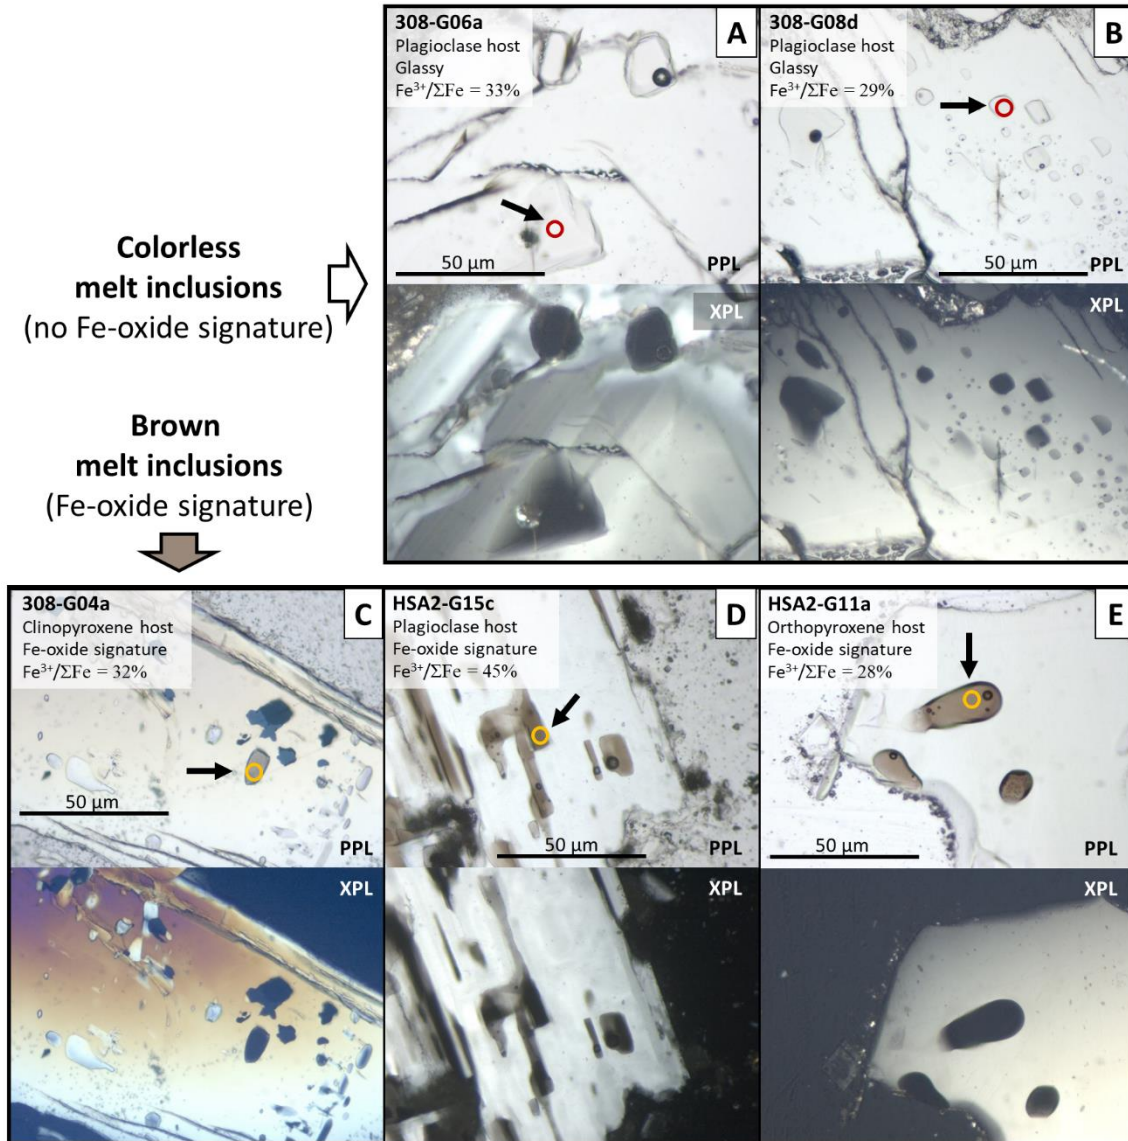 308-G06a
Plagioclase host
Glassy
Fe³⁺/ΣFe = 33%
A
50 µm
PPL
XPL
308-G08d
Plagioclase host
Glassy
Fe³⁺/ΣFe = 29%
B
50 µm
PPL
XPL
Colorless
melt inclusions
(no Fe-oxide signature)
Brown
melt inclusions
(Fe-oxide signature)
308-G04a
Clinopyroxene host
Fe-oxide signature
Fe³⁺/ΣFe = 32%
C
50 µm
PPL
XPL
HSA2-G15c
Plagioclase host
Fe-oxide signature
Fe³⁺/ΣFe = 45%
D
50 µm
PPL
XPL
HSA2-G11a
Orthopyroxene host
Fe-oxide signature
Fe³⁺/ΣFe = 28%
E
50 µm
PPL
XPL